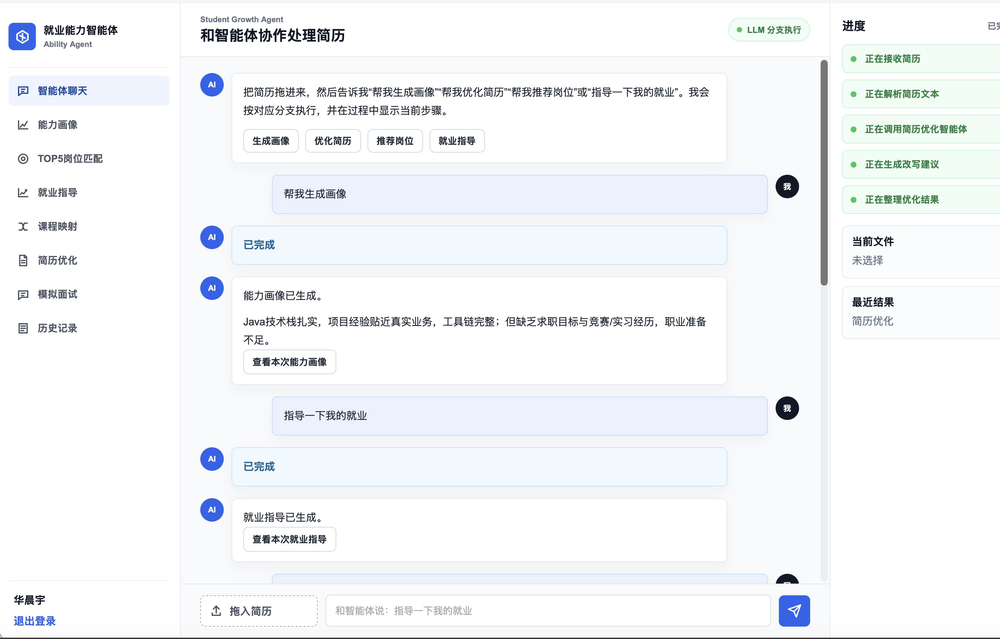 就业能力智能体
Ability Agent
智能体聊天
能力画像
TOP5岗位匹配
就业指导
课程映射
简历优化
模拟面试
历史记录
华晨宇
退出登录
Student Growth Agent
和智能体协作处理简历
LLM 分支执行
AI
把简历拖进来，然后告诉我“帮我生成画像”“帮我优化简历”“帮我推荐岗位”或“指导一下我的就业”。我会
按对应分支执行，并在过程中显示当前步骤。
生成画像
优化简历
推荐岗位
就业指导
帮我生成画像
我
AI
已完成
AI
能力画像已生成。
Java技术栈扎实，项目经验贴近真实业务，工具链完整；但缺乏求职目标与竞赛/实习经历，职业准备
不足。
查看本次能力画像
指导一下我的就业
我
AI
已完成
AI
就业指导已生成。
查看本次就业指导
拖入简历
和智能体说：指导一下我的就业
进度
已
正在接收简历
正在解析简历文本
正在调用简历优化智能体
正在生成改写建议
正在整理优化结果
当前文件
未选择
最近结果
简历优化